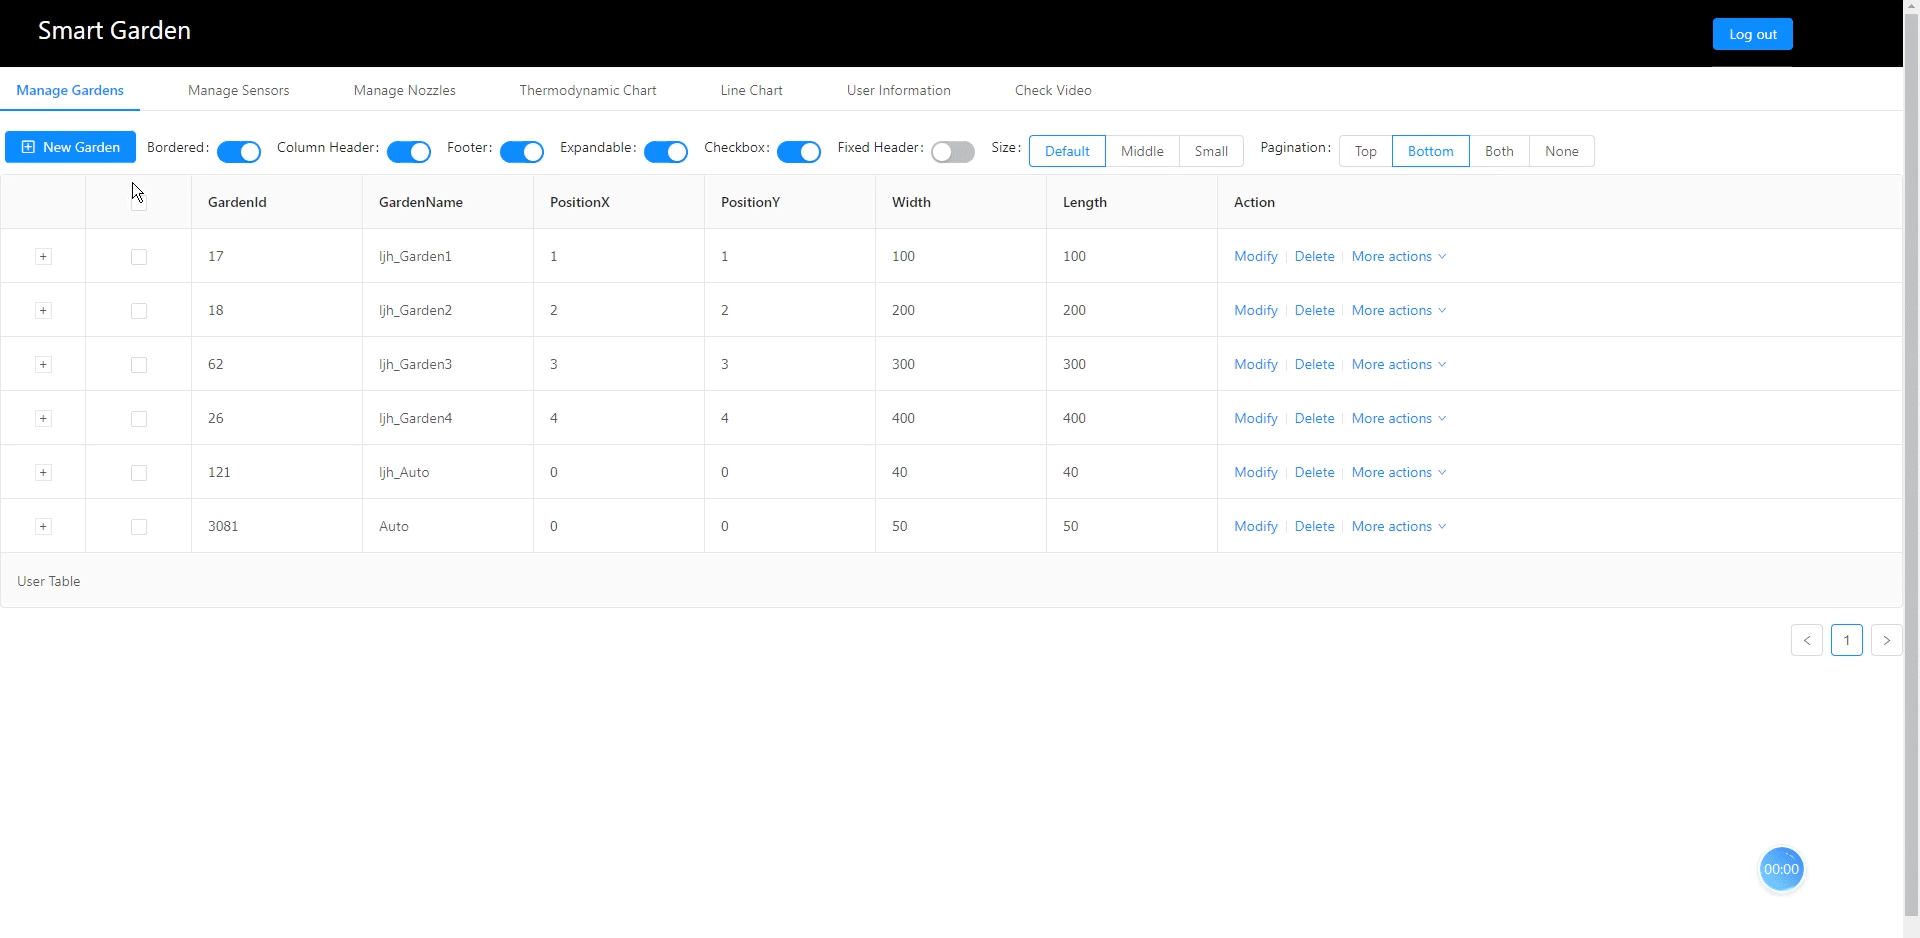 Smart Garden
Log out
Manage Gardens Manage Sensors Manage Nozzles Thermodynamic Chart Line Chart User Information Check Video
New Garden Bordered: Column Header: Footer: Expandable: Checkbox: Fixed Header: Size: Default Middle Small Pagination: Top Bottom Both None
GardenId GardenName PositionX PositionY Width Length Action
+ 17 ljh_Garden1 1 1 100 100 Modify Delete More actions
+ 18 ljh_Garden2 2 2 200 200 Modify Delete More actions
+ 62 ljh_Garden3 3 3 300 300 Modify Delete More actions
+ 26 ljh_Garden4 4 4 400 400 Modify Delete More actions
+ 121 ljh_Auto 0 0 40 40 Modify Delete More actions
+ 3081 Auto 0 0 50 50 Modify Delete More actions
User Table
< 1 >
00:00